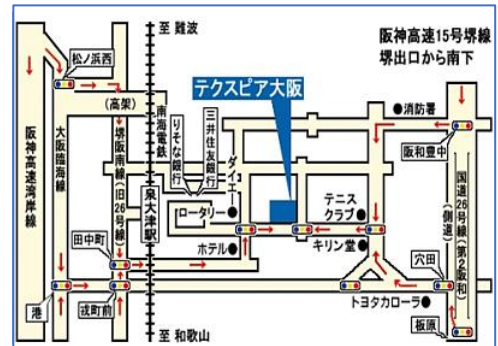 至 難波
阪神高速15号堺線
堺出口から南下
松ノ浜西
テクスピア大阪
(高架)
消防署
南海電鉄
りそな銀行
三井住友銀行
ダイエー
阪和豊中
阪神高速湾岸線
大阪臨海線
堺阪南線(旧26号線)
泉大津駅
国道26号線(第2阪和)
(側道)
ロータリー
テニス
クラブ
田中町
ホテル
キリン堂
穴田
港
戎町前
トヨタカローラ
板原
至 和歌山